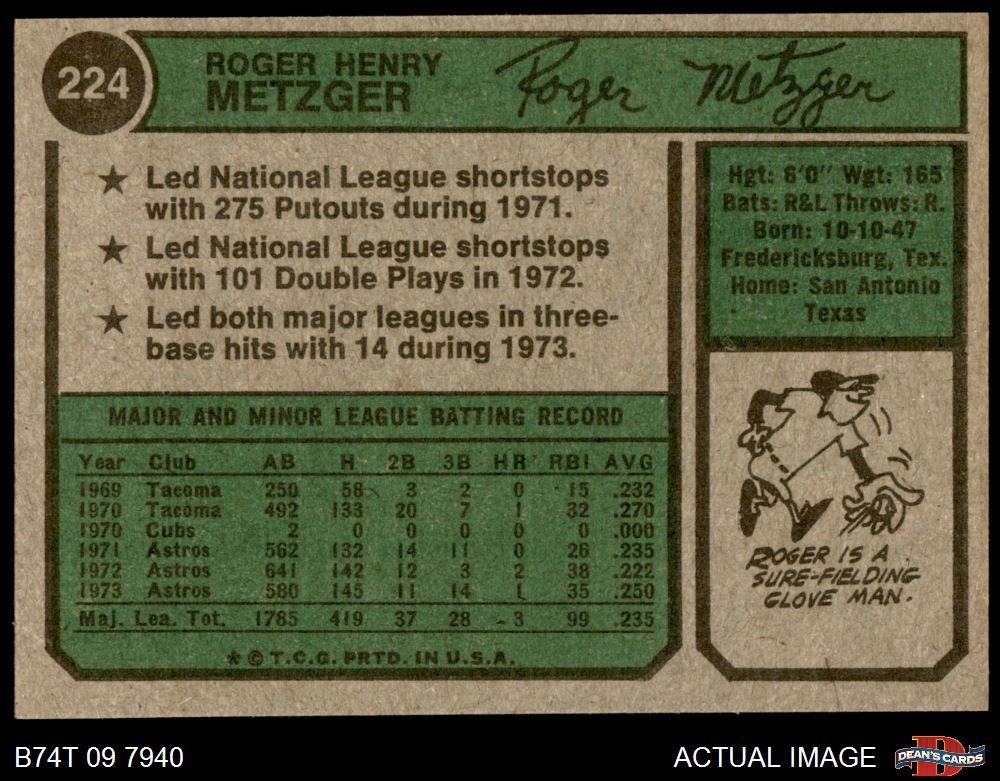 224
ROGER HENRY
METZGER
Roger Metzger
★ Led National League shortstops
with 275 Putouts during 1971.
★ Led National League shortstops
with 101 Double Plays in 1972.
★ Led both major leagues in three-
base hits with 14 during 1973.
Hgt: 6'0" Wgt: 165
Bats: R&L Throws: R.
Born: 10-10-47
Fredericksburg, Tex.
Home: San Antonio
Texas
MAJOR AND MINOR LEAGUE BATTING RECORD
Year Club AB H 2B 3B HR RBI AVG
1969 Tacoma 250 58 3 2 0 15 .232
1970 Tacoma 492 133 20 7 1 32 .270
1970 Cubs 2 0 0 0 0 0 .000
1971 Astros 562 132 14 11 0 26 .235
1972 Astros 641 142 12 3 2 38 .222
1973 Astros 580 145 11 14 1 35 .250
Maj. Lea. Tot. 1785 419 37 28 3 99 .235
* © T.C.G. PRTD. IN U.S.A.
ROGER IS A
SURE-FIELDING
GLOVE MAN.
B74T 09 7940
ACTUAL IMAGE
D
DEAN'S CARDS